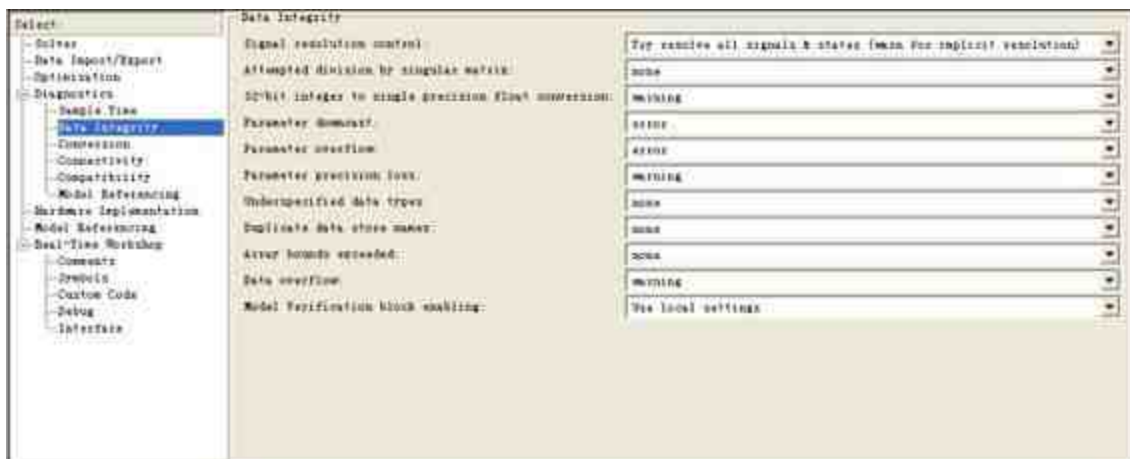 Select:
Solver
Data Import/Export
Optimization
Diagnostics
Sample Time
Data Integrity
Conversion
Connectivity
Compatibility
Model Referencing
Hardware Implementation
Model Referencing
Real-Time Workshop
Comments
Symbols
Custom Code
Debug
Interface
Data Integrity
Signal resolution control: Try resolve all signals & states (warn for implicit resolution)
Attempted division by singular matrix: none
32-bit integer to single precision float conversion: warning
Parameter downcast: error
Parameter overflow: error
Parameter precision loss: warning
Underspecified data types: none
Duplicate data store names: none
Array bounds exceeded: none
Data overflow: warning
Model Verification block enabling: Use local settings